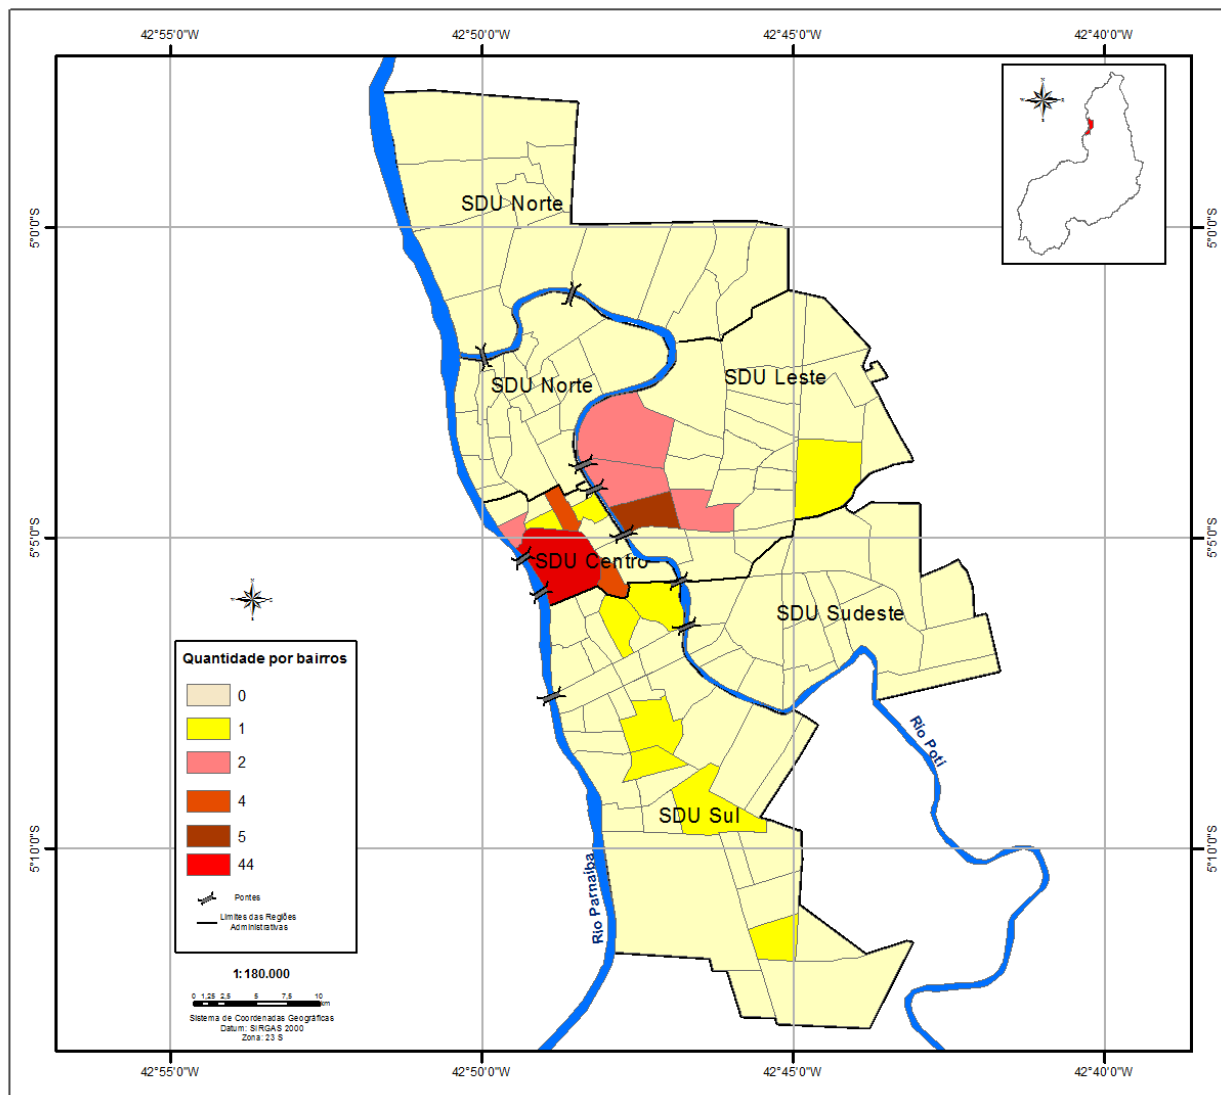 42°55'0"W 42°50'0"W 42°45'0"W 42°40'0"W
5°0'0"S
5°0'0"S
SDU Norte
SDU Norte
SDU Leste
5°5'0"S
5°5'0"S
SDU Centro
SDU Sudeste
Quantidade por bairros
0
1
2
4
5
44
Pontes
Limites das Regiões
Administrativas
Rio Poti
SDU Sul
5°10'0"S
5°10'0"S
Rio Parnaíba
1:180.000
0 1,25 2,5 5 7,5 10
km
Sistema de Coordenadas Geográficas
Datum: SIRGAS 2000
Zona: 23 S
42°55'0"W 42°50'0"W 42°45'0"W 42°40'0"W